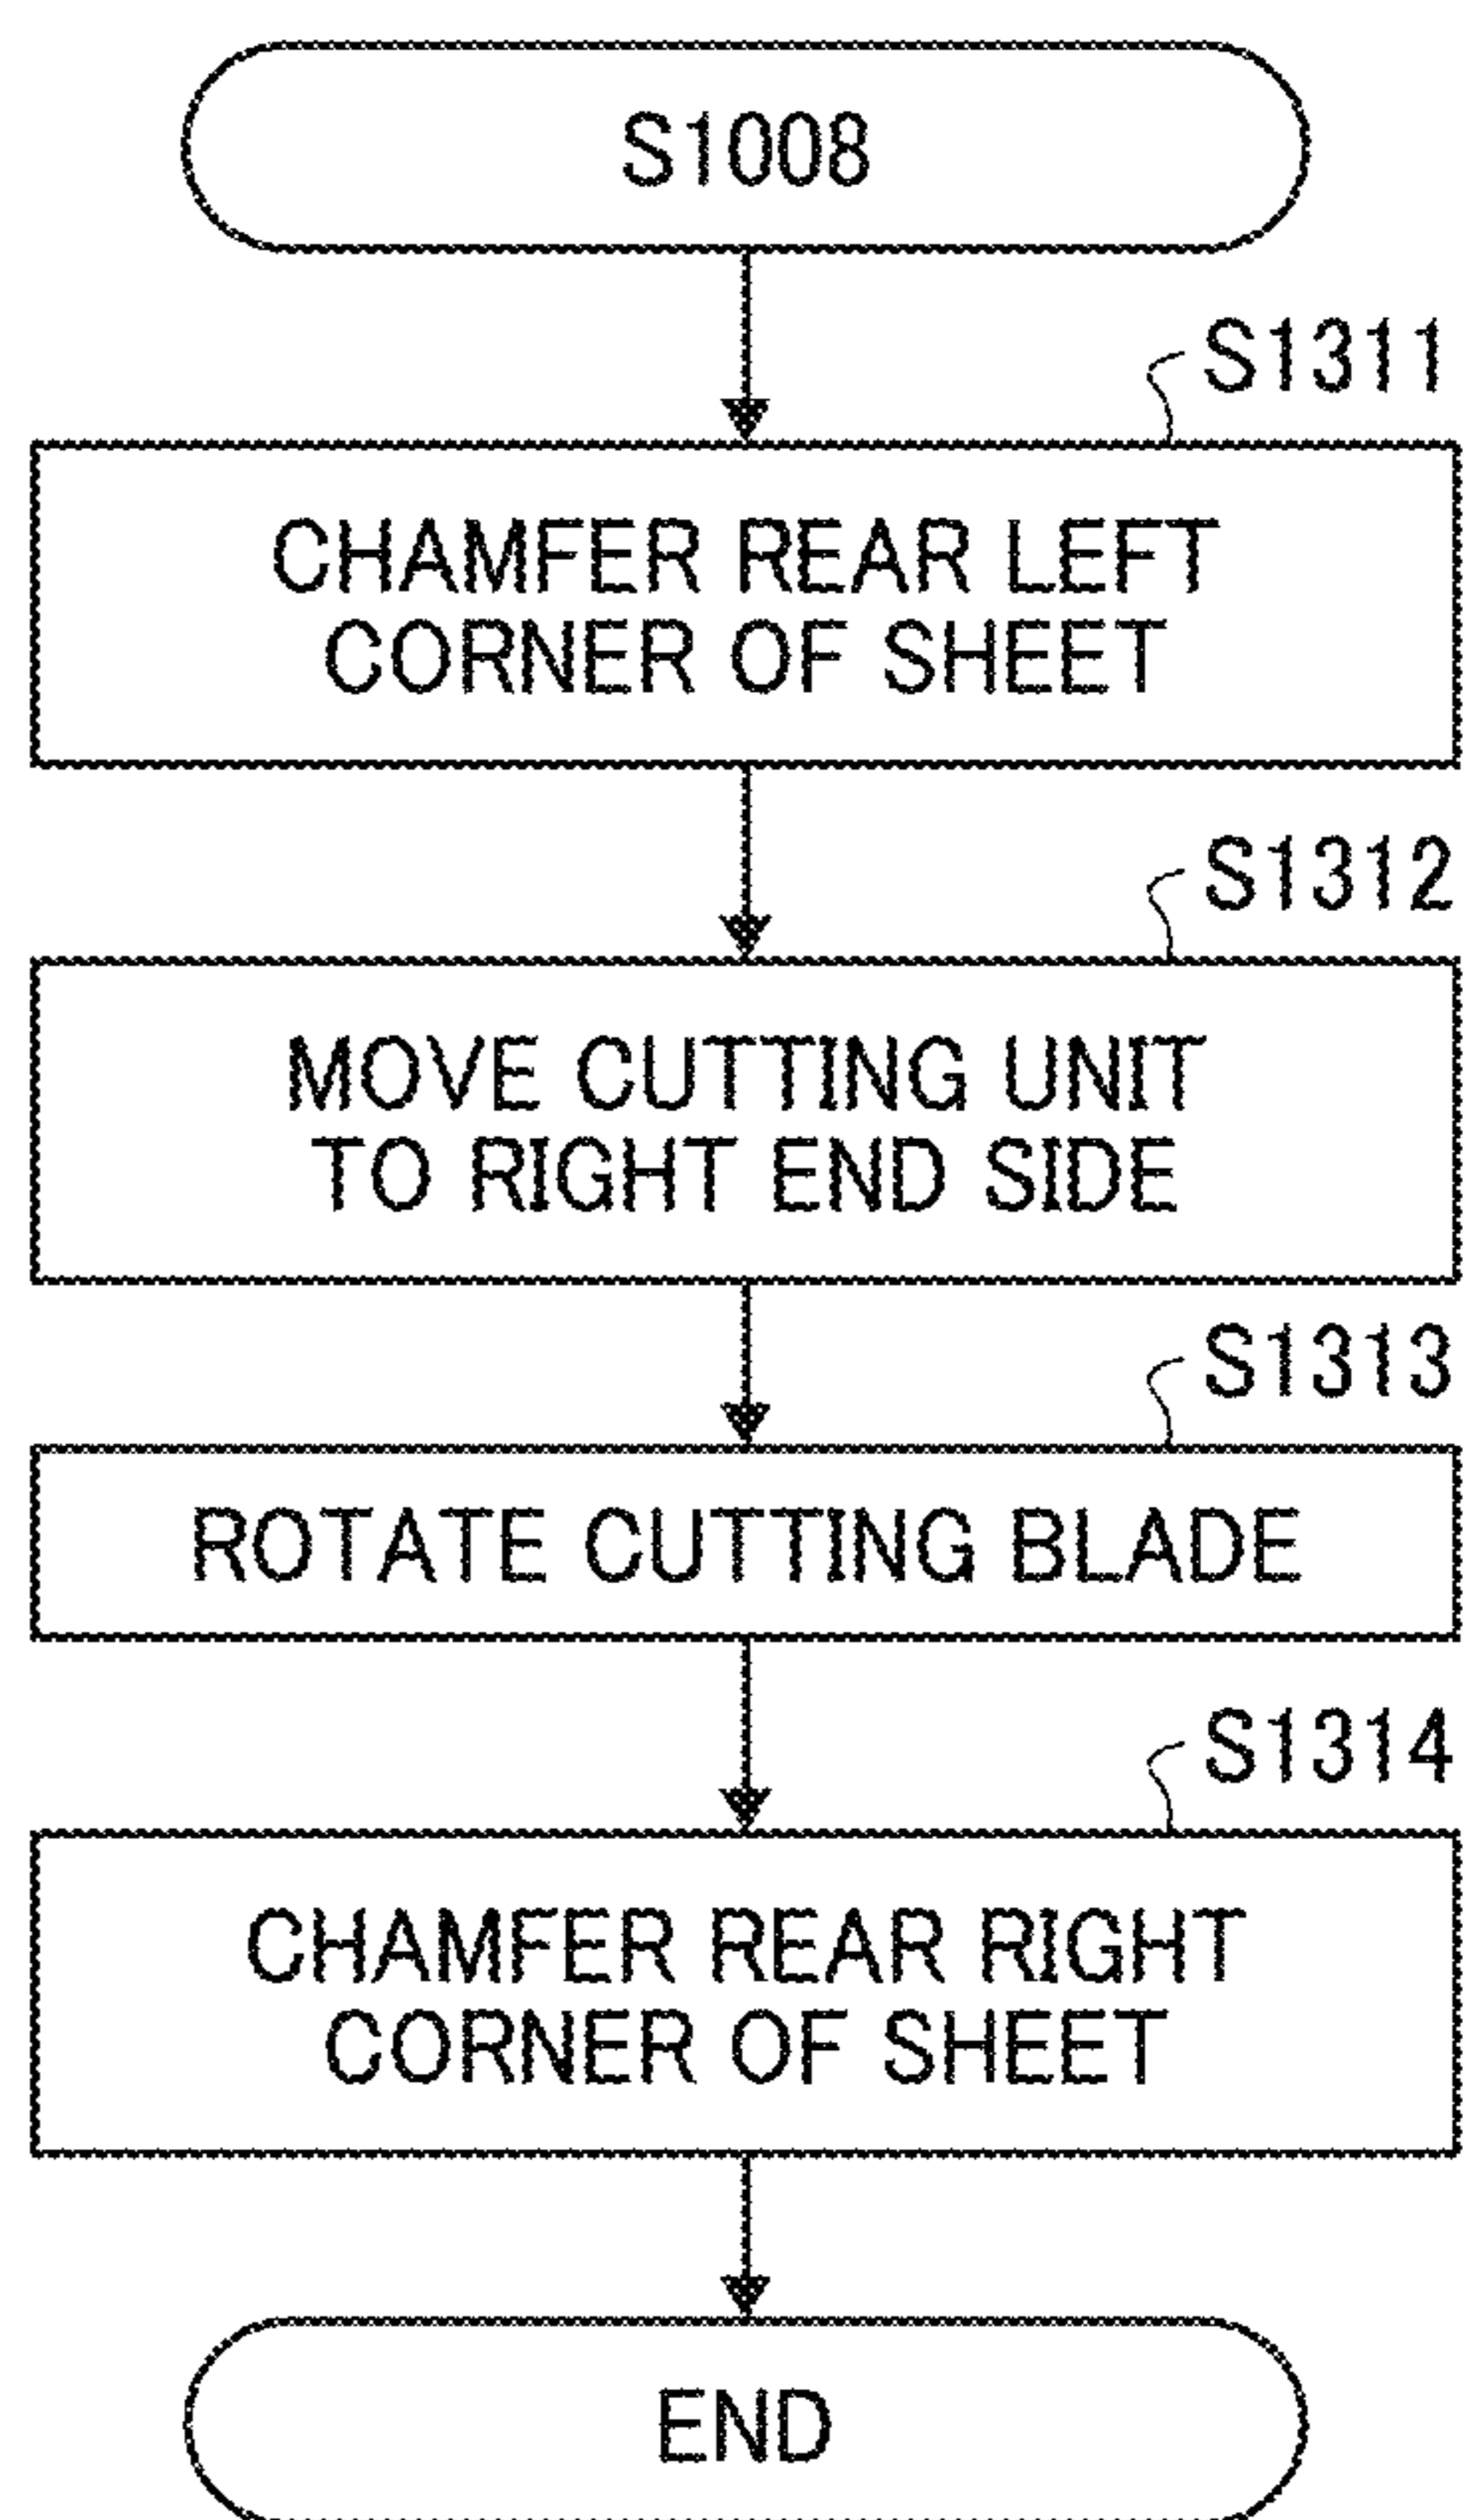 S1008
S1311
CHAMFER REAR LEFT
CORNER OF SHEET
S1312
MOVE CUTTING UNIT
TO RIGHT END SIDE
S1313
ROTATE CUTTING BLADE
S1314
CHAMFER REAR RIGHT
CORNER OF SHEET
END